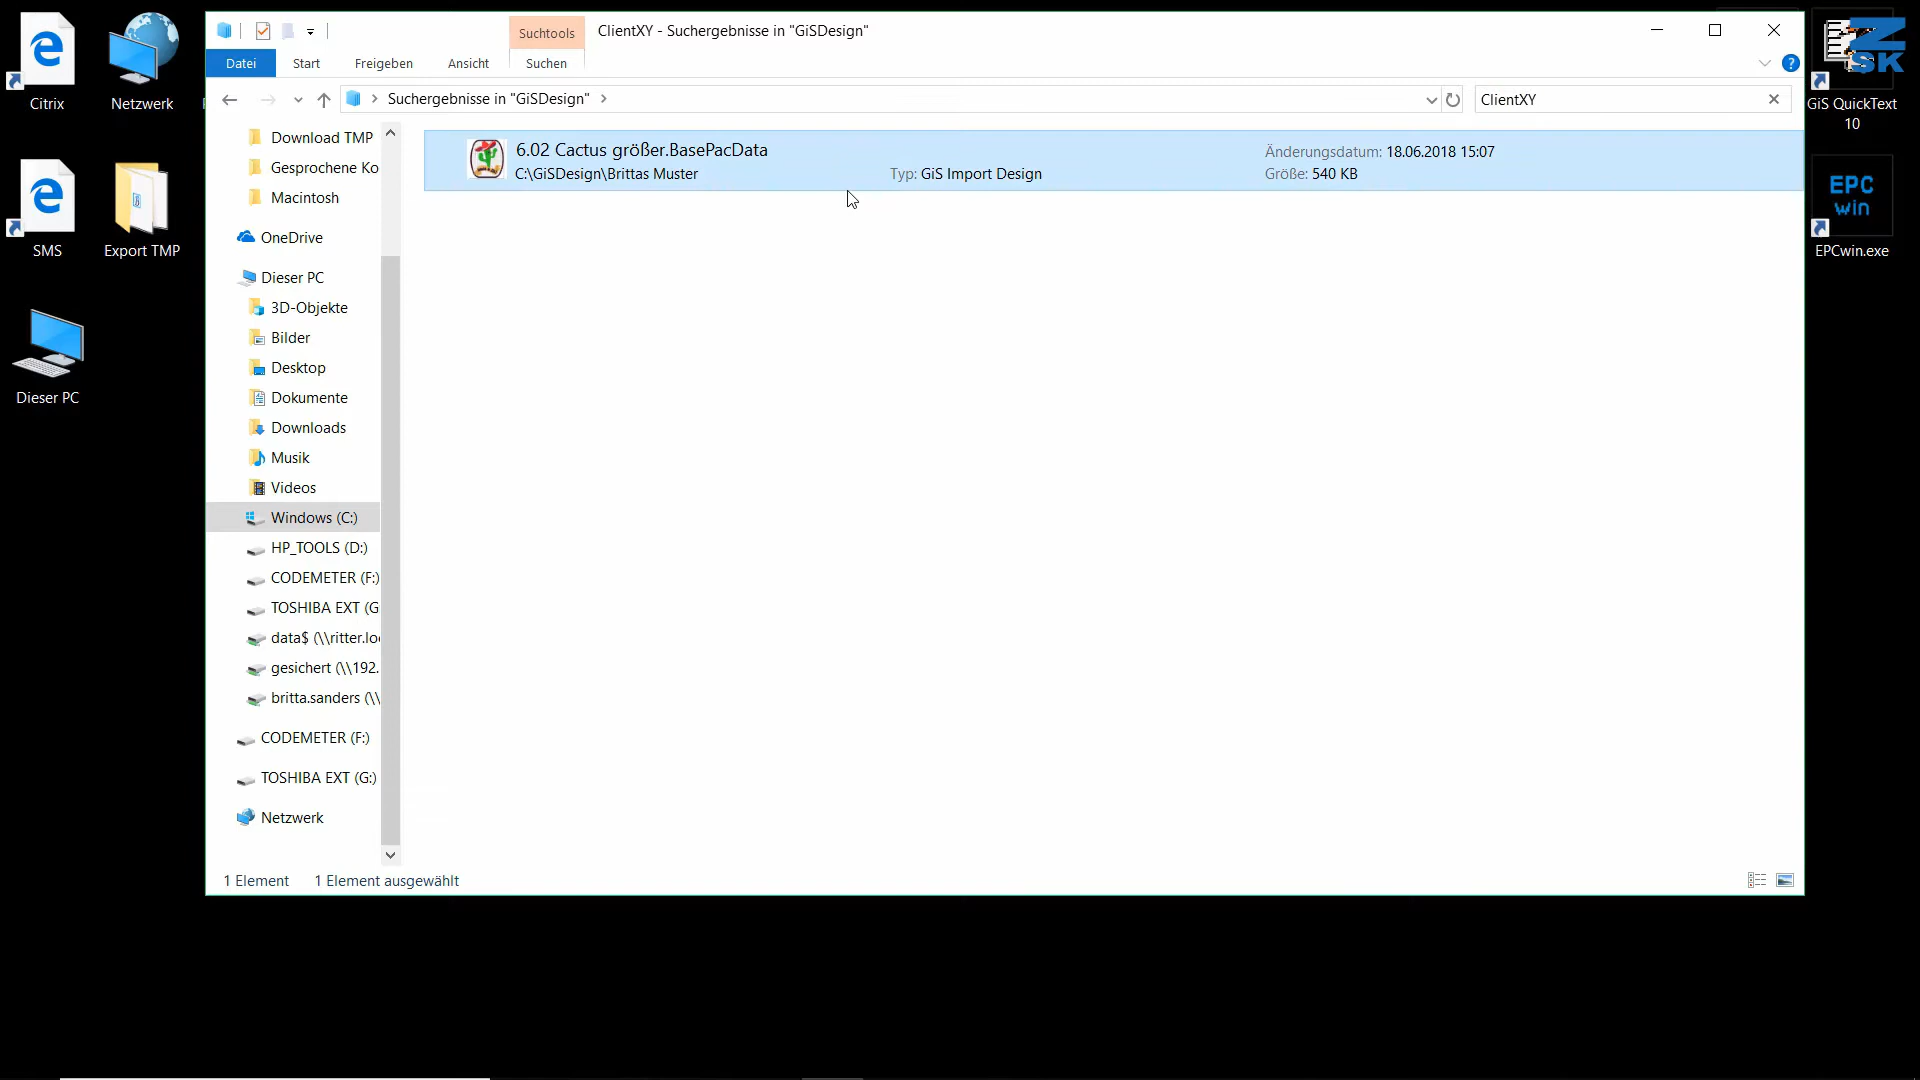 Citrix
Netzwerk
SMS
Export TMP
Dieser PC
Suchtools
ClientXY - Suchergebnisse in "GiSDesign"
Datei
Start
Freigeben
Ansicht
Suchen
?
Suchergebnisse in "GiSDesign"
ClientXY
Download TMP
Gesprochene Ko
Macintosh
OneDrive
Dieser PC
3D-Objekte
Bilder
Desktop
Dokumente
Downloads
Musik
Videos
Windows (C:)
HP_TOOLS (D:)
CODEMETER (F:)
TOSHIBA EXT (G
data$ (\\ritter.lo
gesichert (\\192.
britta.sanders (\\
CODEMETER (F:)
TOSHIBA EXT (G:)
Netzwerk
6.02 Cactus größer.BasePacData
C:\GiSDesign\Brittas Muster
Typ: GiS Import Design
Änderungsdatum: 18.06.2018 15:07
Größe: 540 KB
1 Element
1 Element ausgewählt
ZSK
GiS QuickText
10
EPC
win
EPCwin.exe